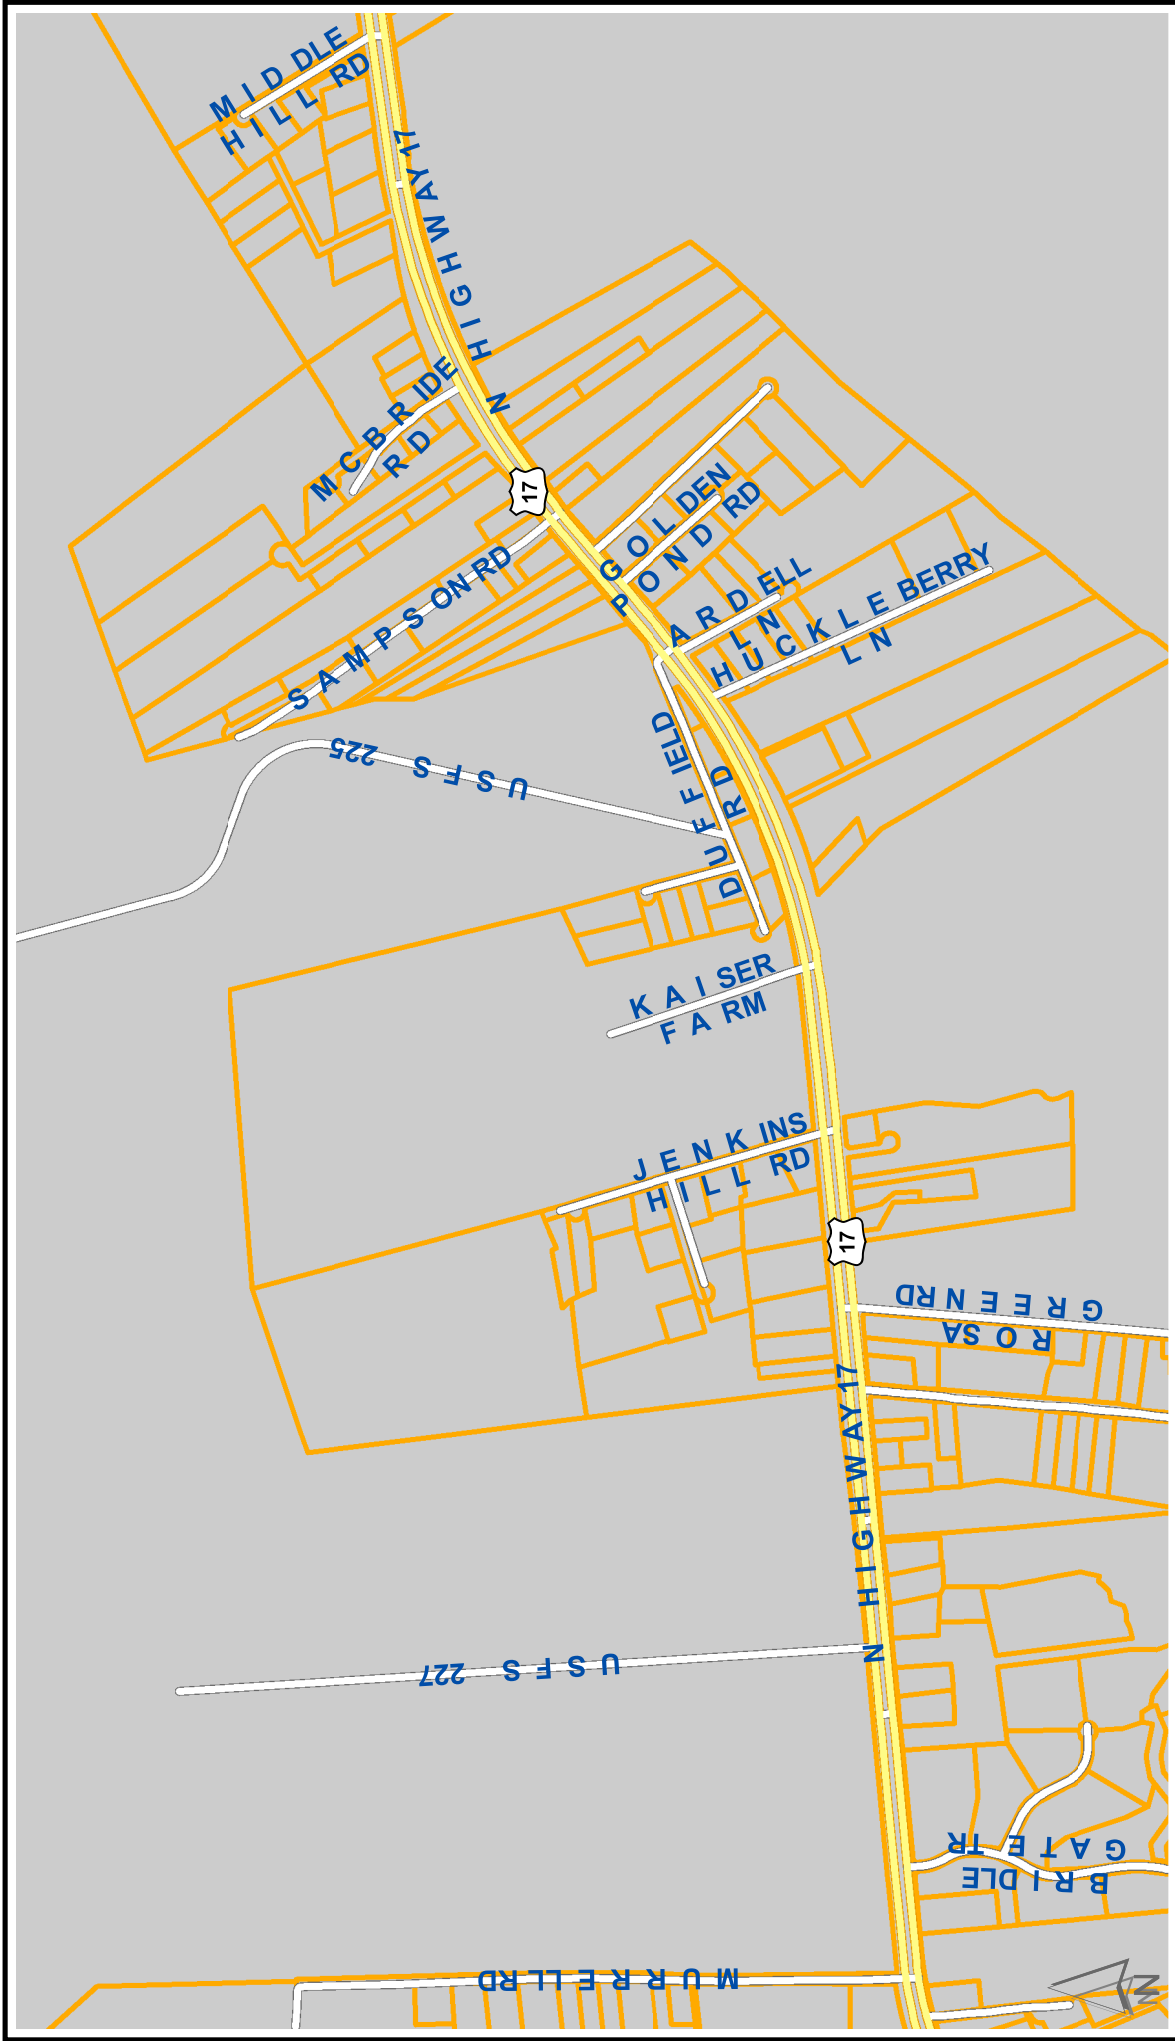 MIDDLE
HILL RD
N HIGHWAY 17
MCBRIDE
RD
17
GOLDEN
POND RD
SAMPSON RD
ARDELL
LN
HUCKLEBERRY
LN
USFS 225
DUFFIELD
RD
KAISER
FARM
JENKINS
HILL RD
17
ROSA
GREEN RD
N HIGHWAY 17
USFS 227
BRIDLE
GATE TR
MURRELL RD
N